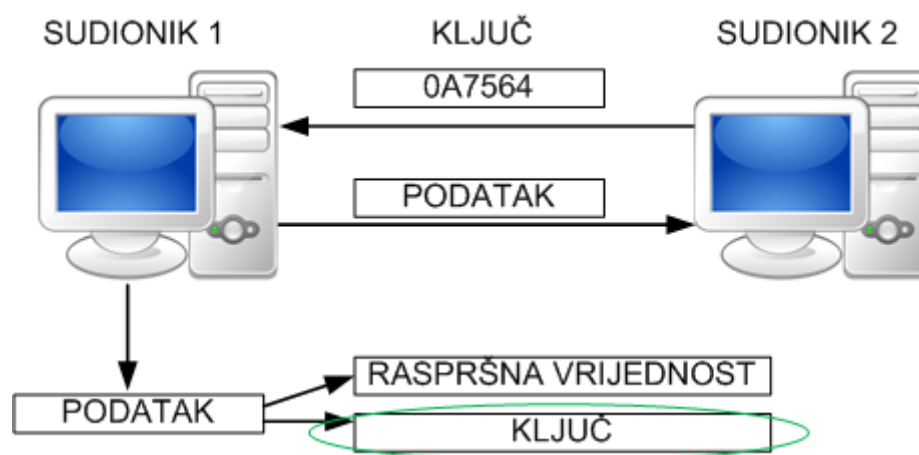 SUDIONIK 1
KLJUČ
SUDIONIK 2
0A7564
PODATAK
RASPRŠNA VRIJEDNOST
PODATAK
KLJUČ